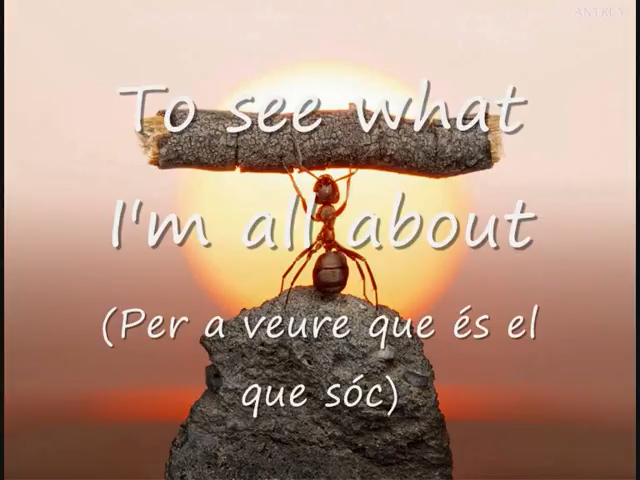 To see what
I'm all about
(Per a veure que és el
que sóc)